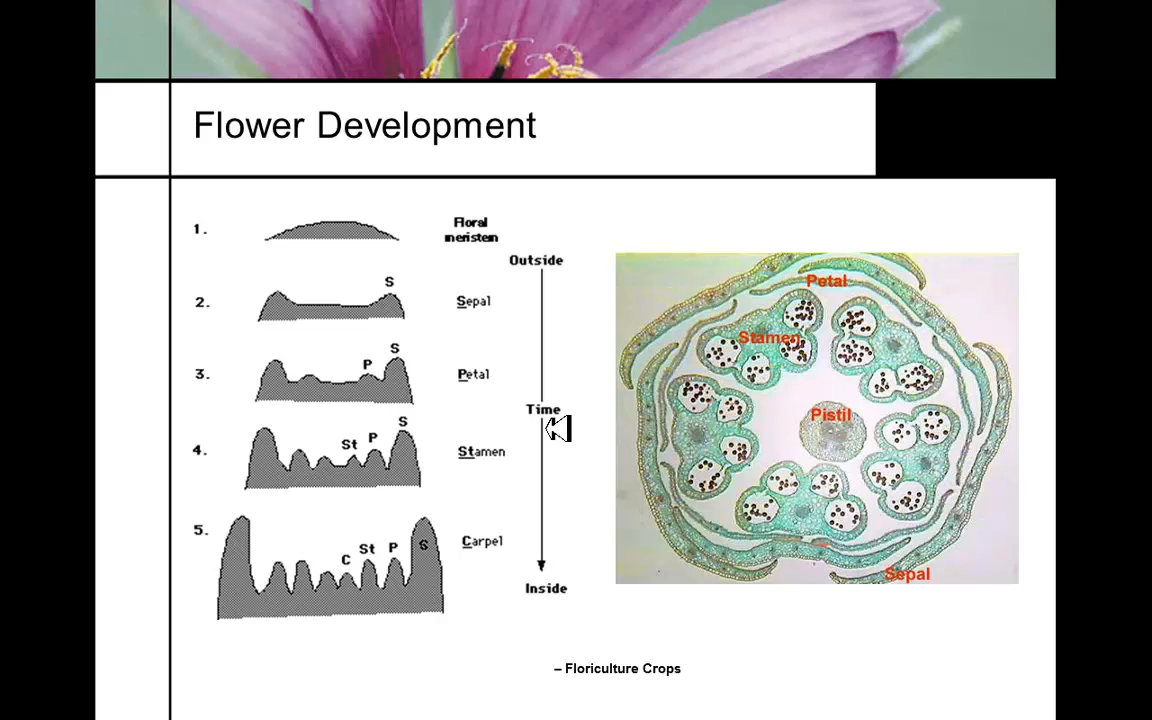 Flower Development
1.
Floral
meristem
Outside
2.
S
Sepal
3.
P
S
Petal
Time
4.
St
P
S
Stamen
5.
C
St
P
S
Carpel
Inside
Petal
Stamen
Pistil
Sepal
– Floriculture Crops